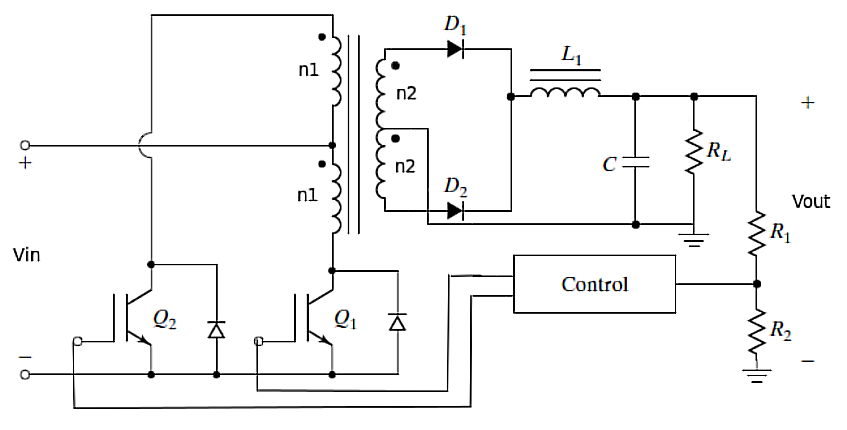 D1
L1
n1
n2
+
+
C
RL
n2
n1
D2
Vout
R1
Vin
Control
Q2
Q1
R2
−
−